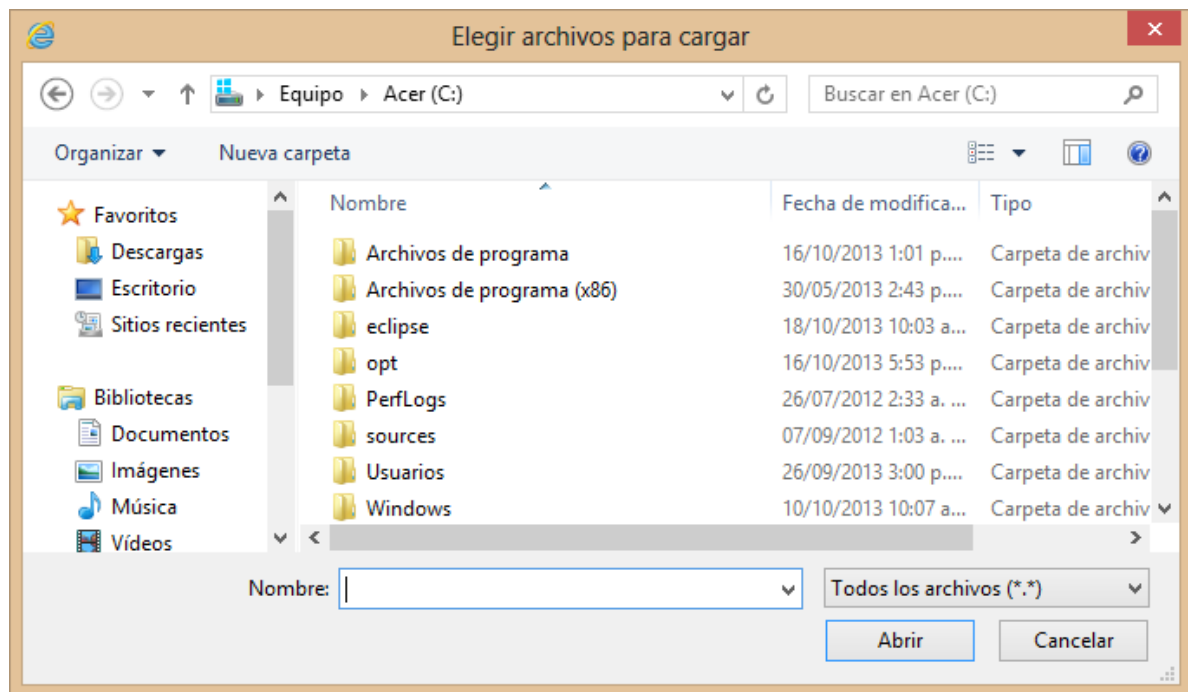 Elegir archivos para cargar
Equipo Acer (C:) Buscar en Acer (C:)
Organizar Nueva carpeta
Favoritos
Descargas
Escritorio
Sitios recientes
Bibliotecas
Documentos
Imágenes
Música
Vídeos
Nombre Fecha de modifica... Tipo
Archivos de programa 16/10/2013 1:01 p.... Carpeta de archiv
Archivos de programa (x86) 30/05/2013 2:43 p.... Carpeta de archiv
eclipse 18/10/2013 10:03 a... Carpeta de archiv
opt 16/10/2013 5:53 p.... Carpeta de archiv
PerfLogs 26/07/2012 2:33 a. ... Carpeta de archiv
sources 07/09/2012 1:03 a. ... Carpeta de archiv
Usuarios 26/09/2013 3:00 p.... Carpeta de archiv
Windows 10/10/2013 10:07 a... Carpeta de archiv
Nombre: Todos los archivos (*.*)
Abrir Cancelar